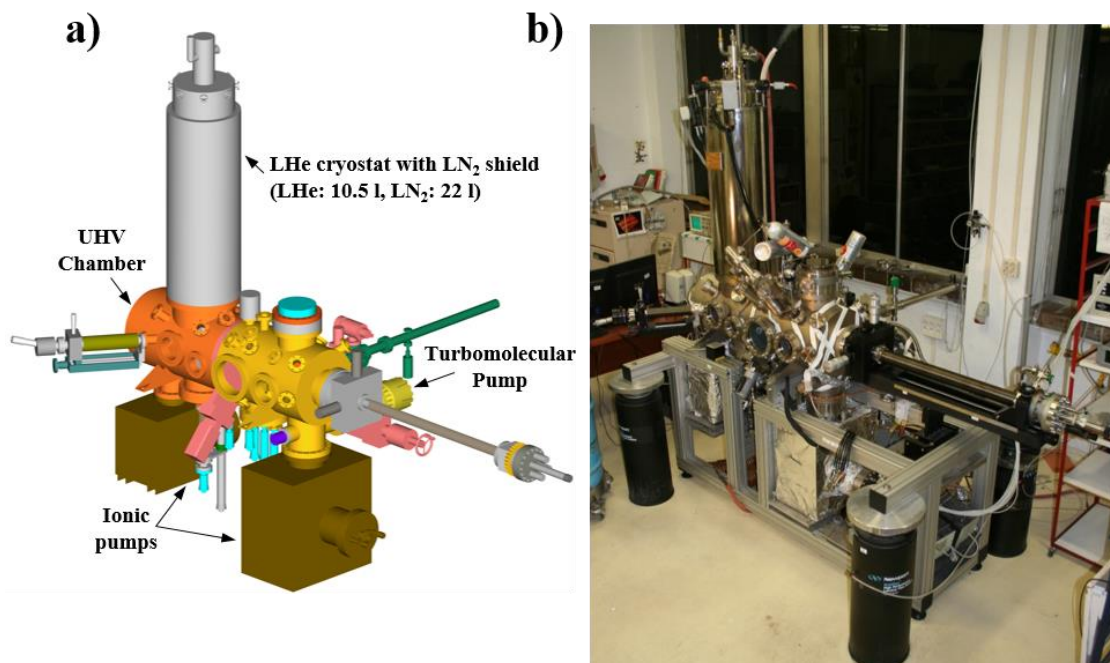 a)
b)
LHe cryostat with LN₂ shield
(LHe: 10.5 l, LN₂: 22 l)
UHV
Chamber
Turbomolecular
Pump
Ionic
pumps